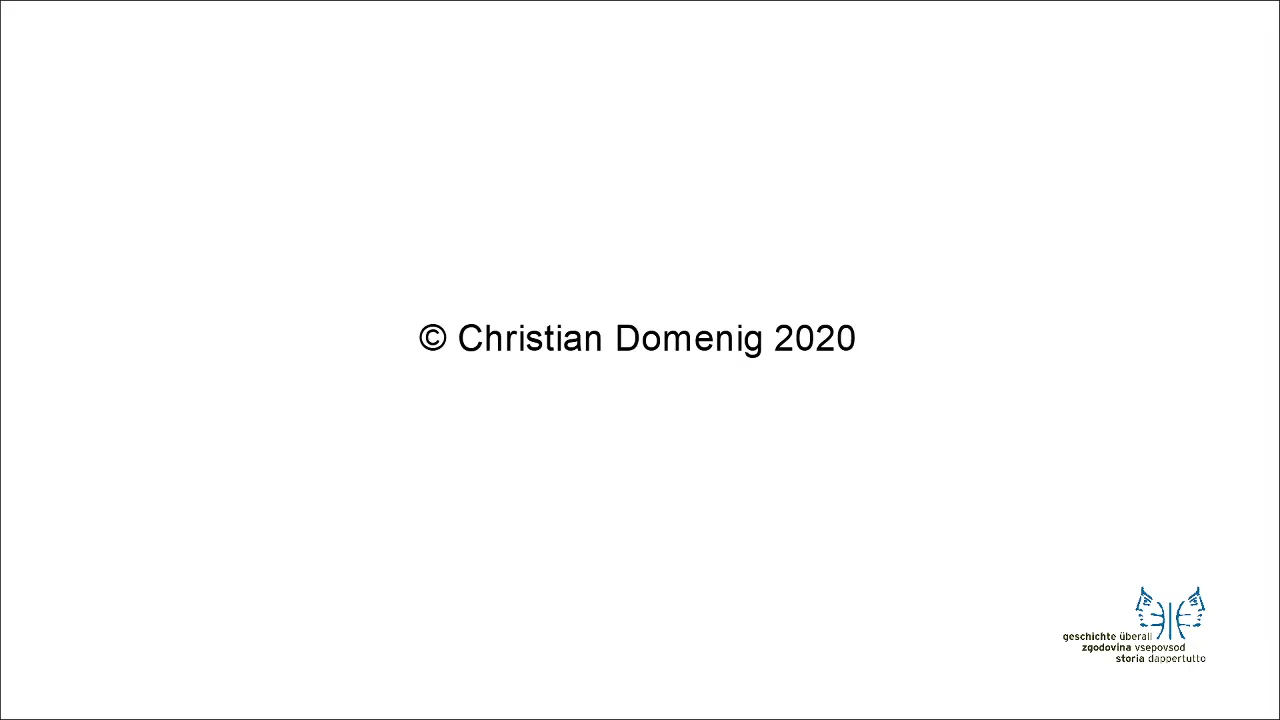 © Christian Domenig 2020
geschichte überall
zgodovina vsepovsod
storia dappertutto